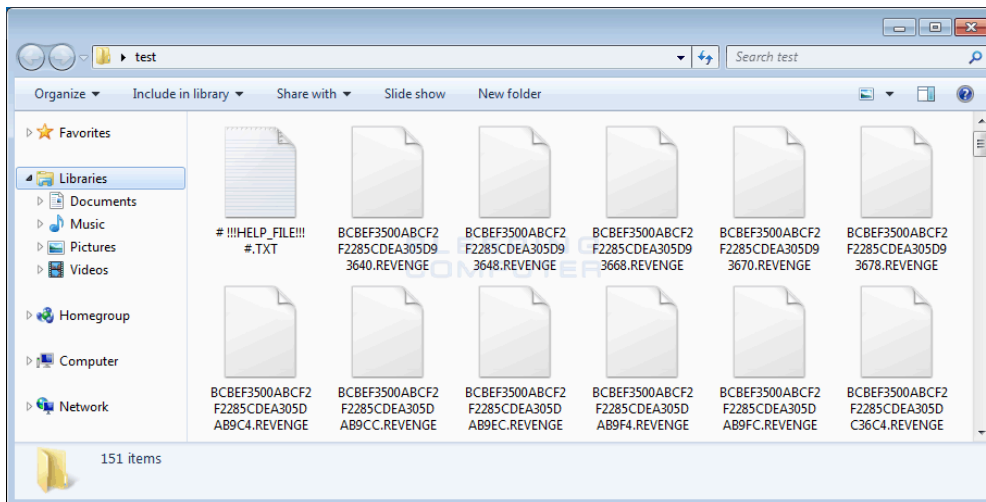 test
Search test
Organize
Include in library
Share with
Slide show
New folder
Favorites
Libraries
Documents
Music
Pictures
Videos
Homegroup
Computer
Network
# !!!HELP_FILE!!!
#.TXT
BCBEF3500ABCF2
F2285CDEA305D9
3640.REVENGE
BCBEF3500ABCF2
F2285CDEA305D9
3648.REVENGE
BCBEF3500ABCF2
F2285CDEA305D9
3668.REVENGE
BCBEF3500ABCF2
F2285CDEA305D9
3670.REVENGE
BCBEF3500ABCF2
F2285CDEA305D9
3678.REVENGE
BLEEPING
COMPUTER
BCBEF3500ABCF2
F2285CDEA305D
AB9C4.REVENGE
BCBEF3500ABCF2
F2285CDEA305D
AB9CC.REVENGE
BCBEF3500ABCF2
F2285CDEA305D
AB9EC.REVENGE
BCBEF3500ABCF2
F2285CDEA305D
AB9F4.REVENGE
BCBEF3500ABCF2
F2285CDEA305D
AB9FC.REVENGE
BCBEF3500ABCF2
F2285CDEA305D
C36C4.REVENGE
151 items